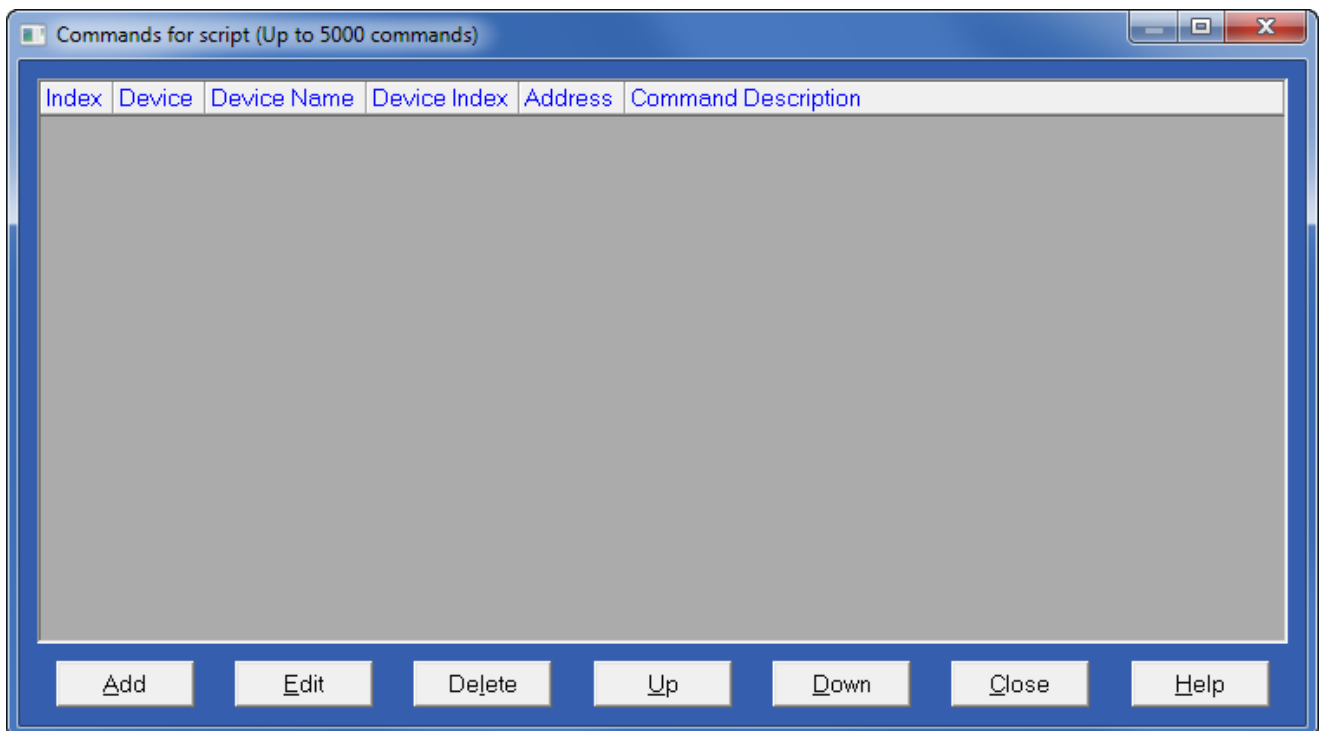 Commands for script (Up to 5000 commands)
Index Device Device Name Device Index Address Command Description
Add Edit Delete Up Down Close Help